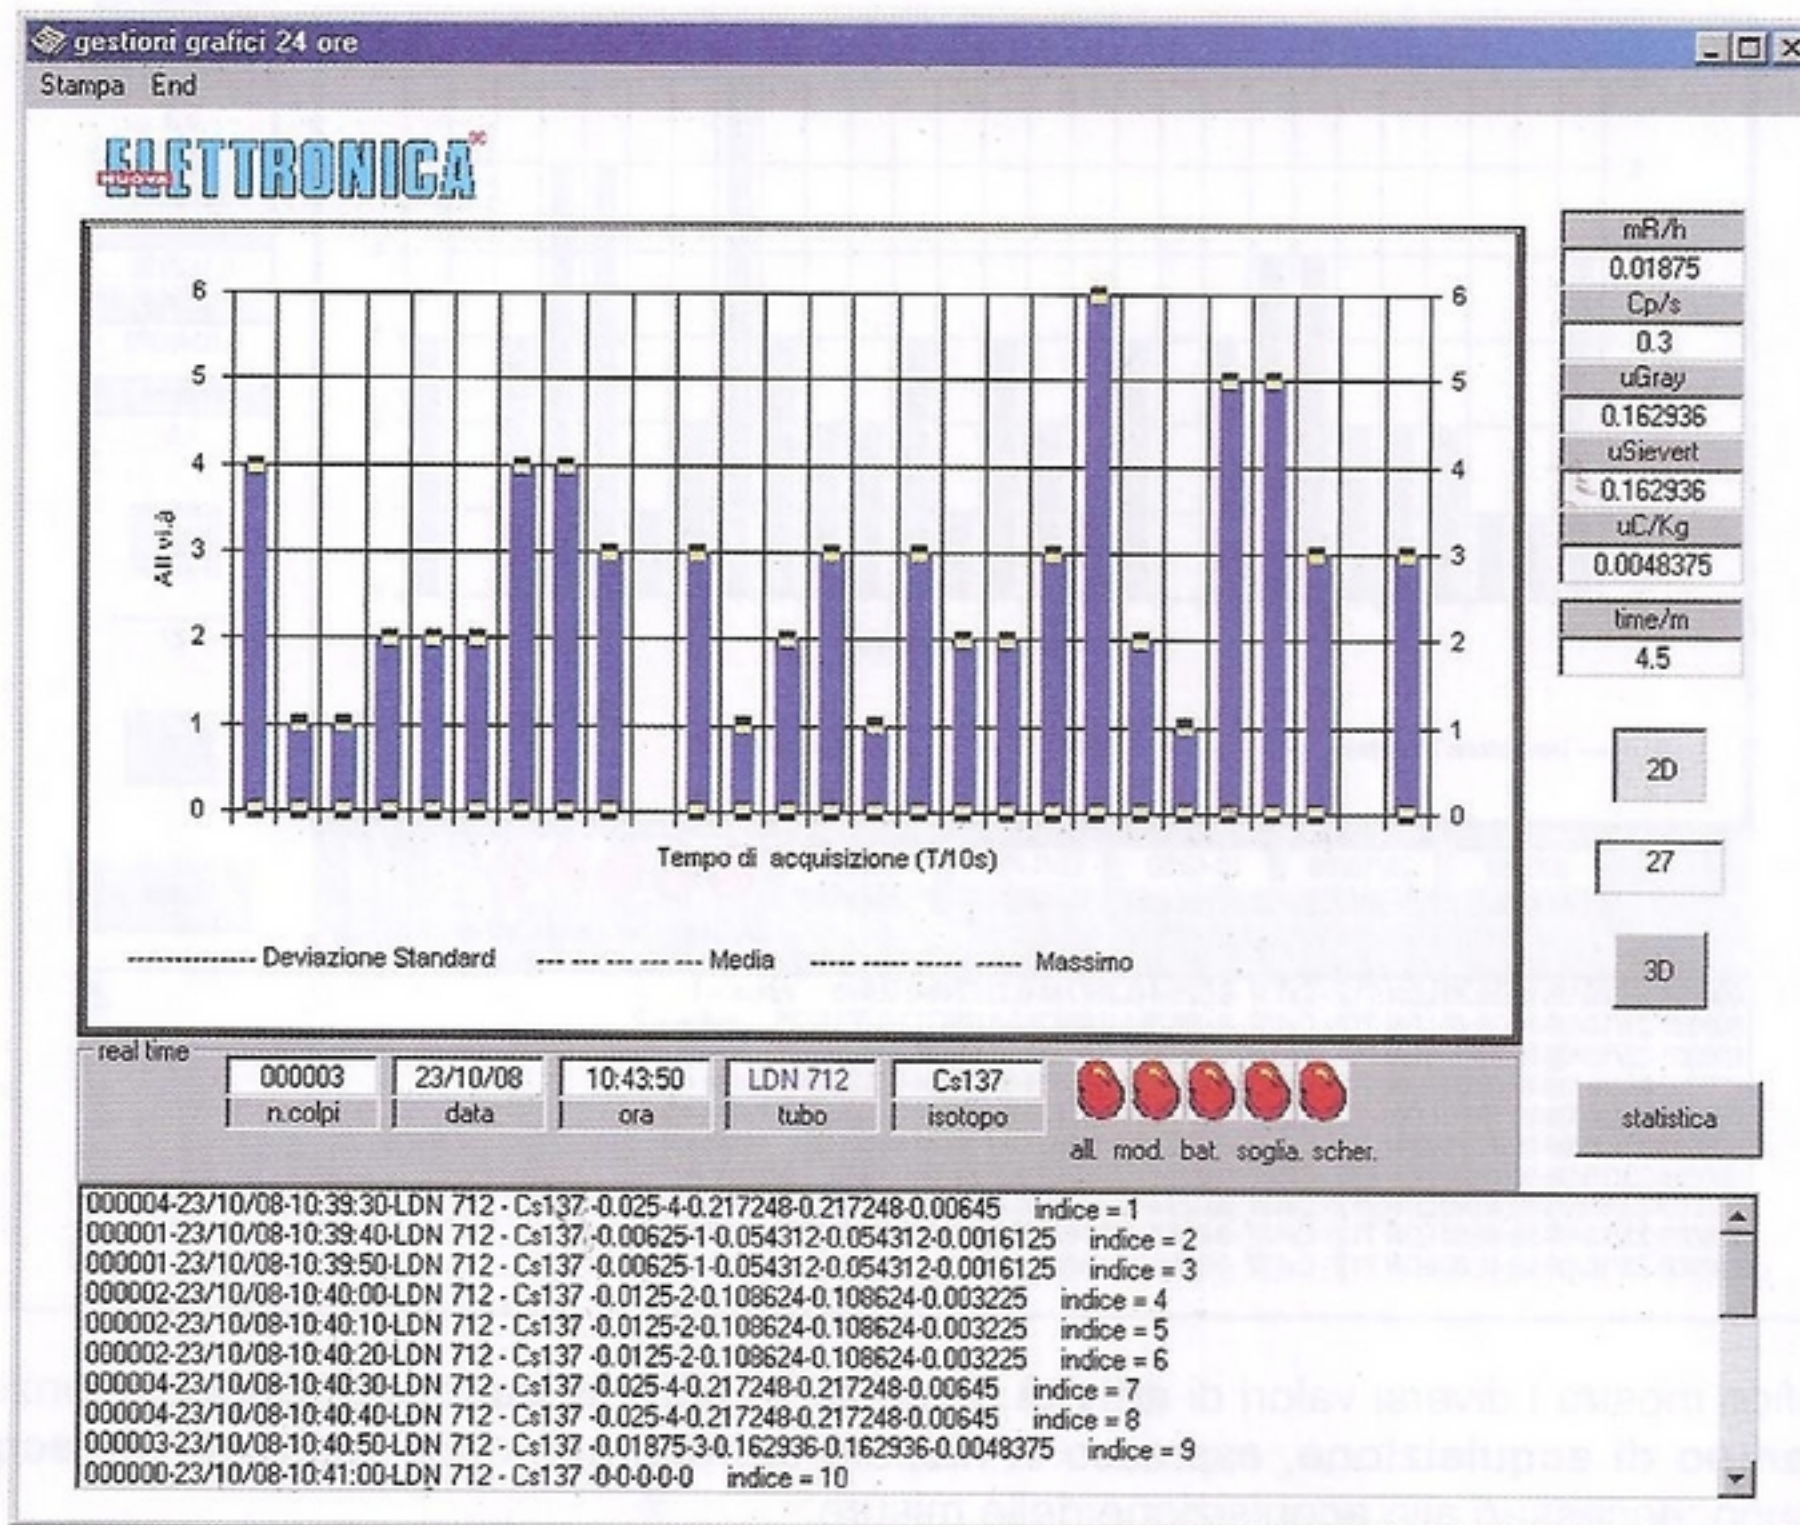 gestioni grafici 24 ore
Stampa End
NUOVA ELETTRONICA
mR/h
0.01875
Cp/s
0.3
uGray
0.162936
uSievert
0.162936
uC/Kg
0.0048375
time/m
4.5
6 6
5 5
4 4
3 3
2 2
1 1
0 0
Tempo di acquisizione (T/10s)
Deviazione Standard Media Massimo
2D
27
3D
real time
000003 23/10/08 10:43:50 LDN 712 Cs137
n.colpi data ora tubo isotopo
all. mod. bat. soglia. scher.
statistica
000004-23/10/08-10:39:30-LDN 712 - Cs137 -0.025-4-0.217248-0.217248-0.00645 indice = 1
000001-23/10/08-10:39:40-LDN 712 - Cs137 -0.00625-1-0.054312-0.054312-0.0016125 indice = 2
000001-23/10/08-10:39:50-LDN 712 - Cs137 -0.00625-1-0.054312-0.054312-0.0016125 indice = 3
000002-23/10/08-10:40:00-LDN 712 - Cs137 -0.0125-2-0.108624-0.108624-0.003225 indice = 4
000002-23/10/08-10:40:10-LDN 712 - Cs137 -0.0125-2-0.108624-0.108624-0.003225 indice = 5
000002-23/10/08-10:40:20-LDN 712 - Cs137 -0.0125-2-0.108624-0.108624-0.003225 indice = 6
000004-23/10/08-10:40:30-LDN 712 - Cs137 -0.025-4-0.217248-0.217248-0.00645 indice = 7
000004-23/10/08-10:40:40-LDN 712 - Cs137 -0.025-4-0.217248-0.217248-0.00645 indice = 8
000003-23/10/08-10:40:50-LDN 712 - Cs137 -0.01875-3-0.162936-0.162936-0.0048375 indice = 9
000000-23/10/08-10:41:00-LDN 712 - Cs137 -0-0-0-0-0 indice = 10